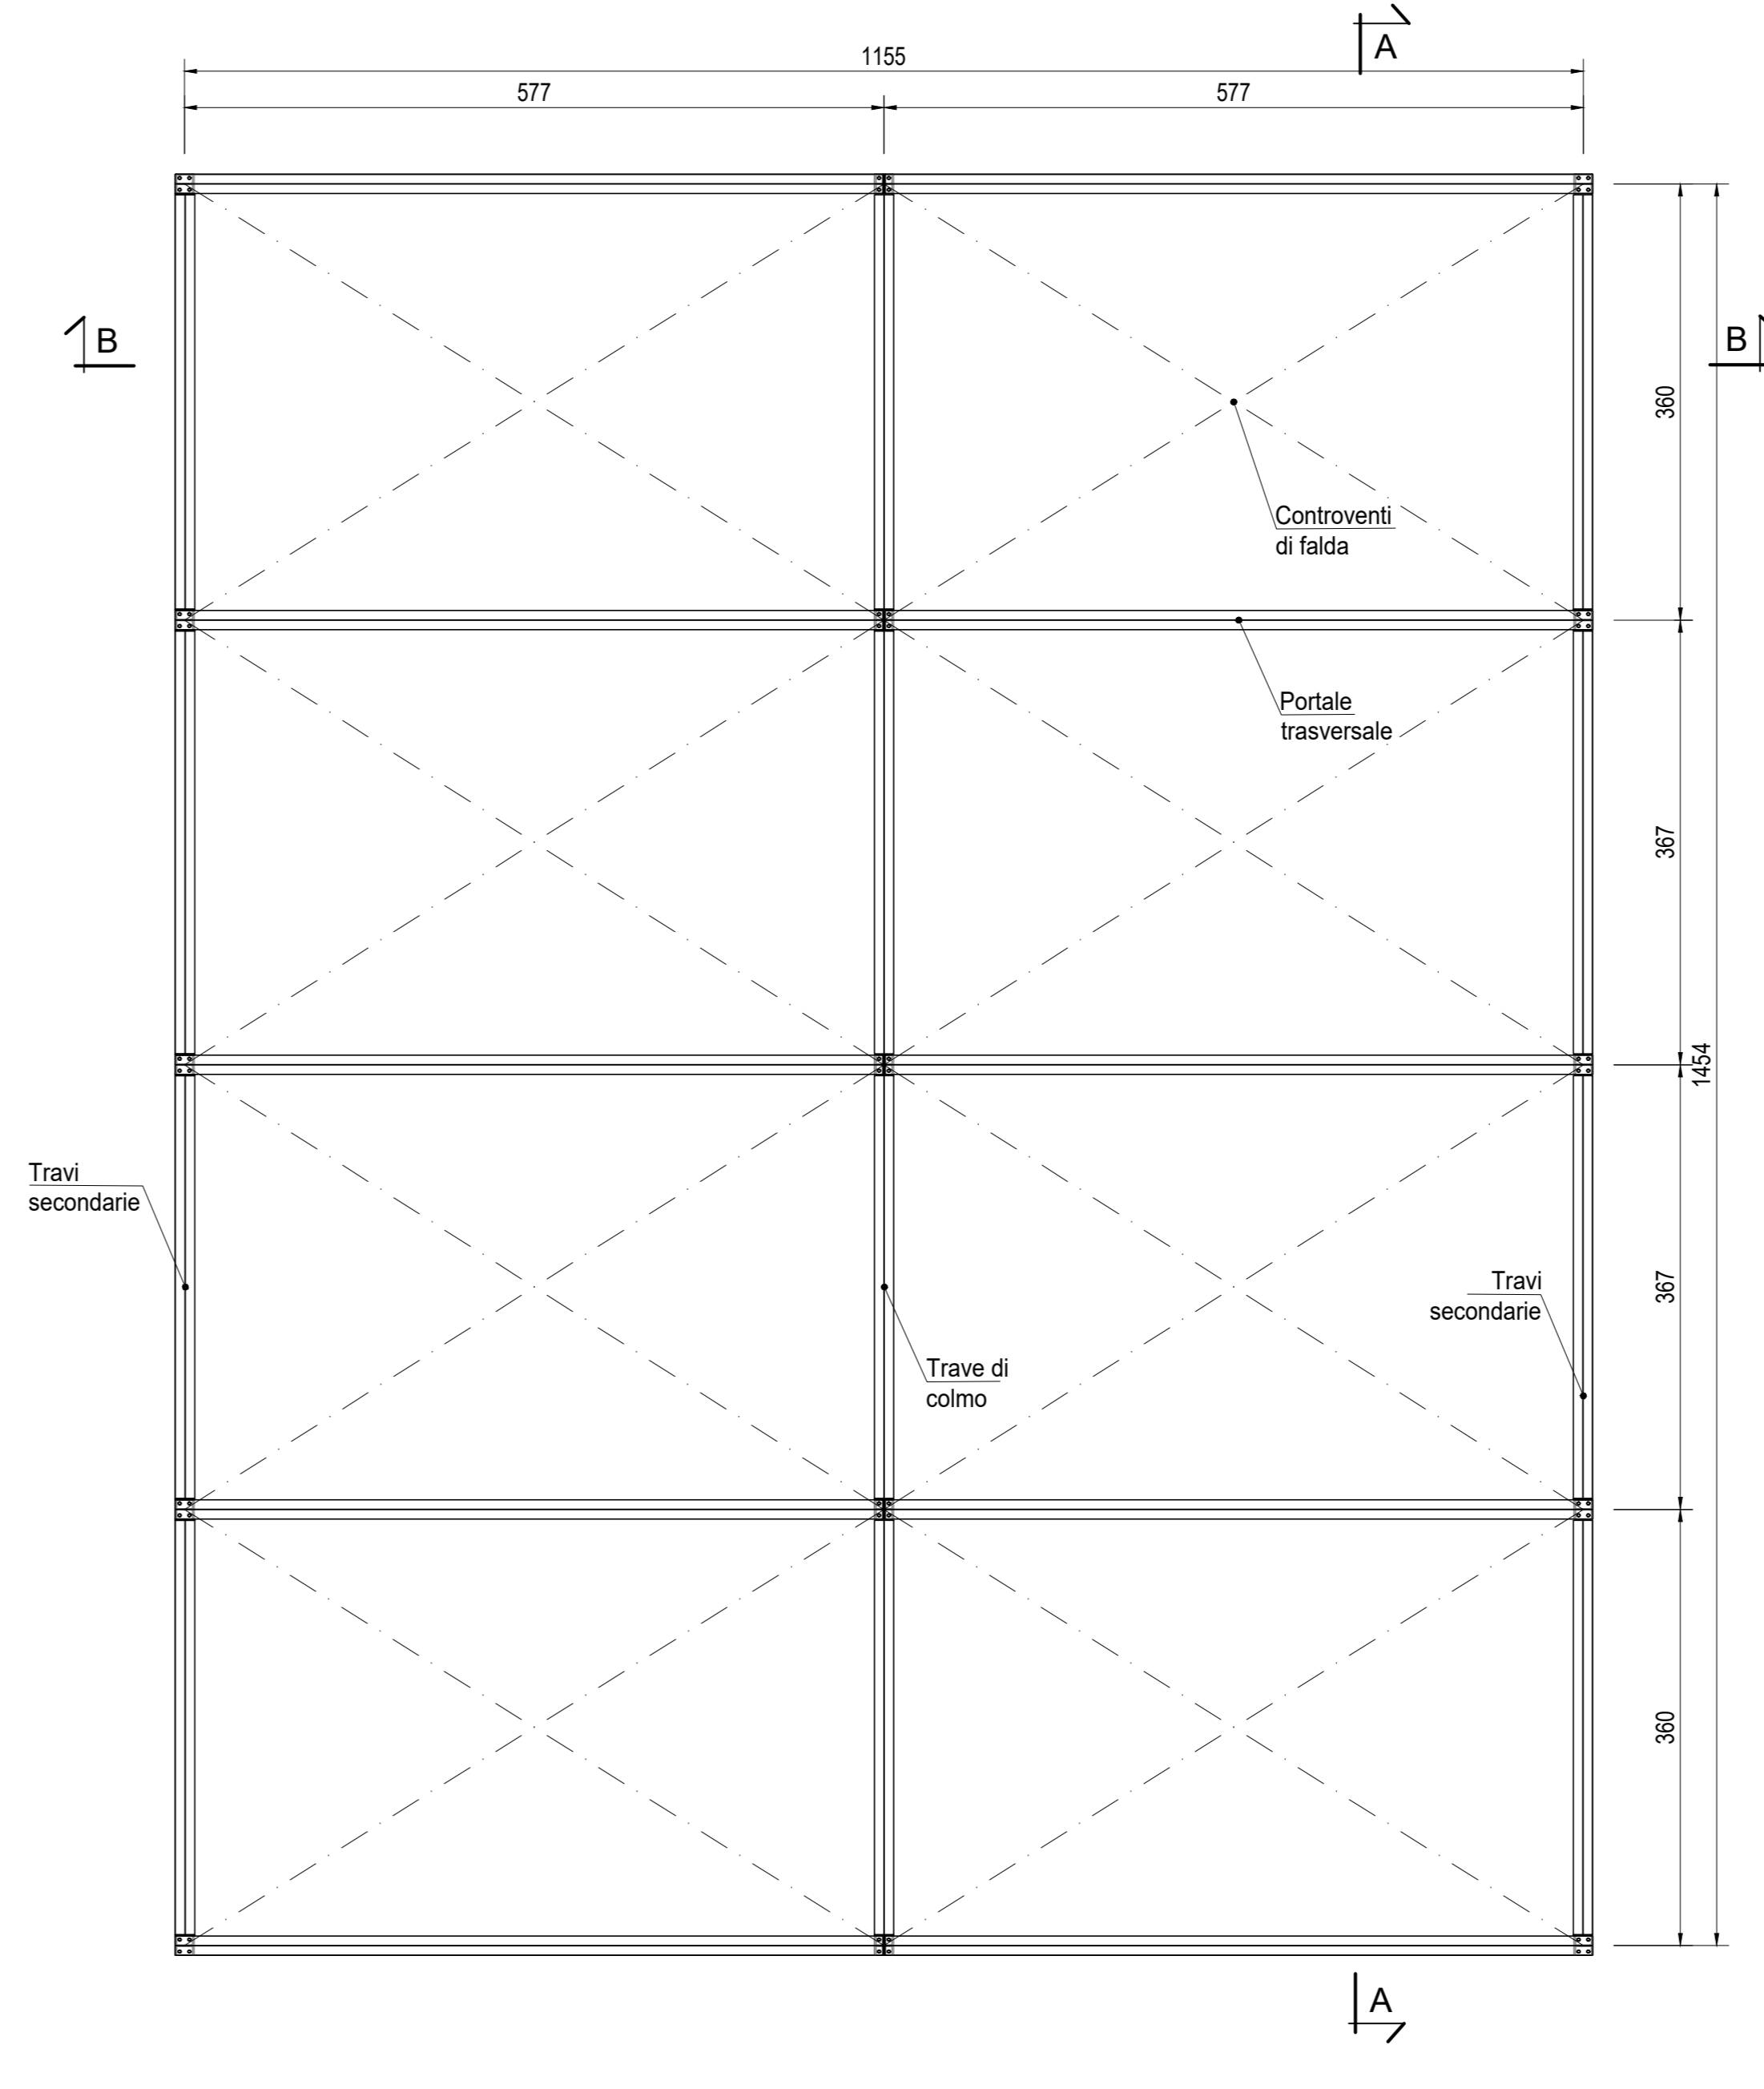 A
1155
577
577
B
B
360
Controventi
di falda
Portale
trasversale
367
1454
Travi
secondarie
367
Travi
secondarie
Trave di
colmo
360
A